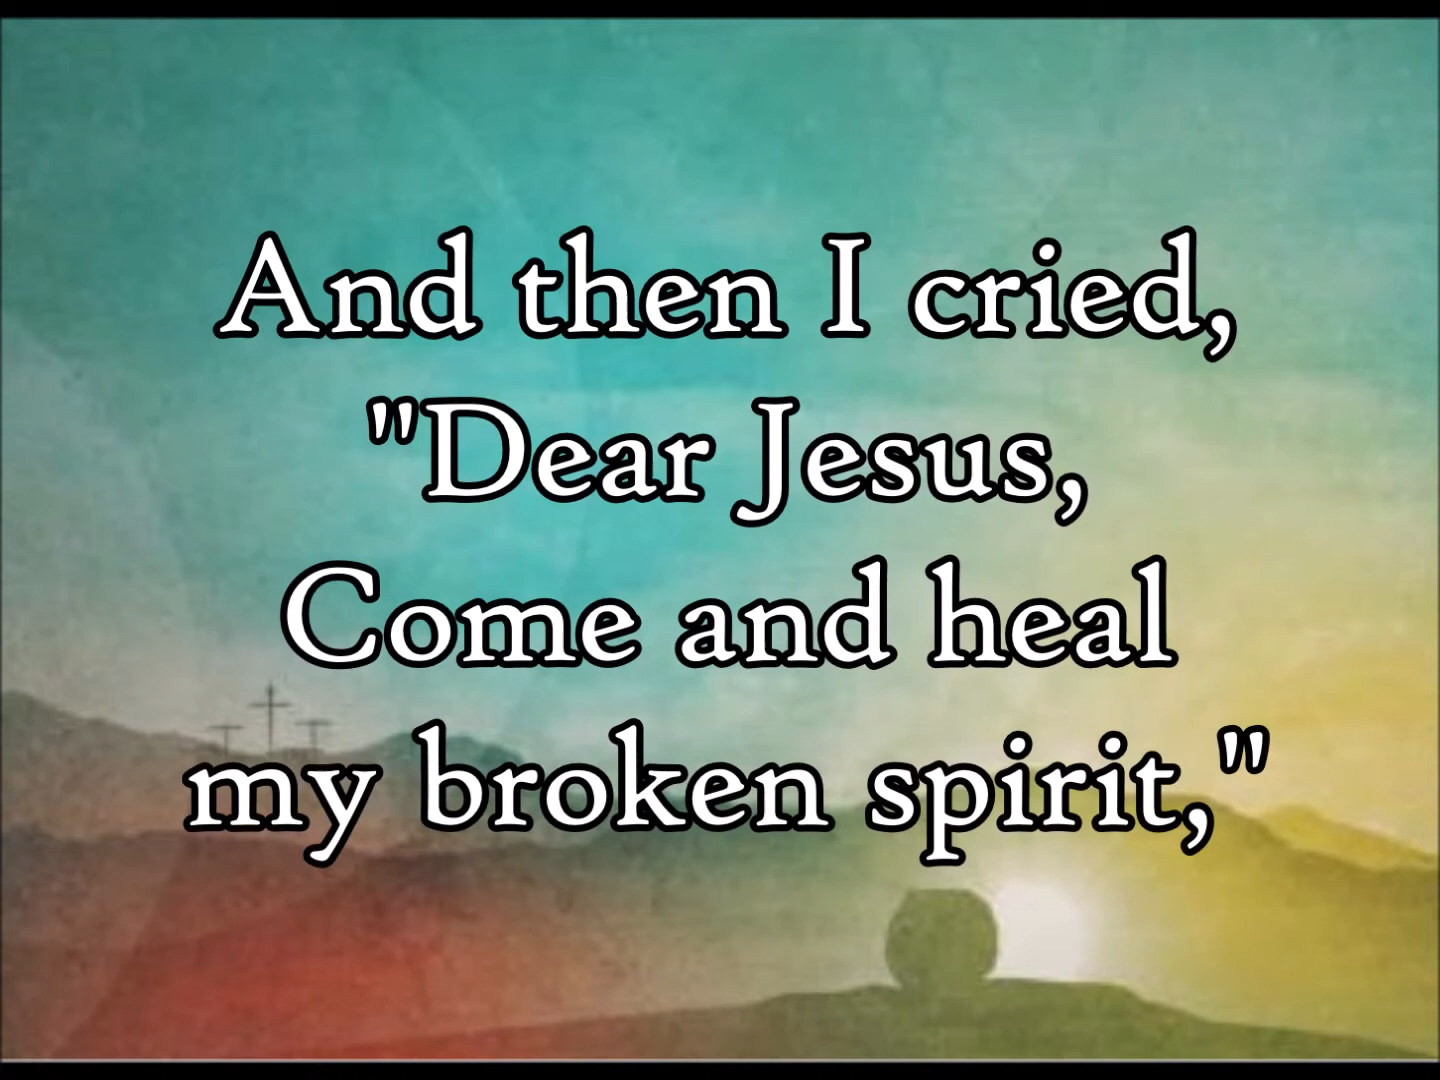 And then I cried,
"Dear Jesus,
Come and heal
my broken spirit,"